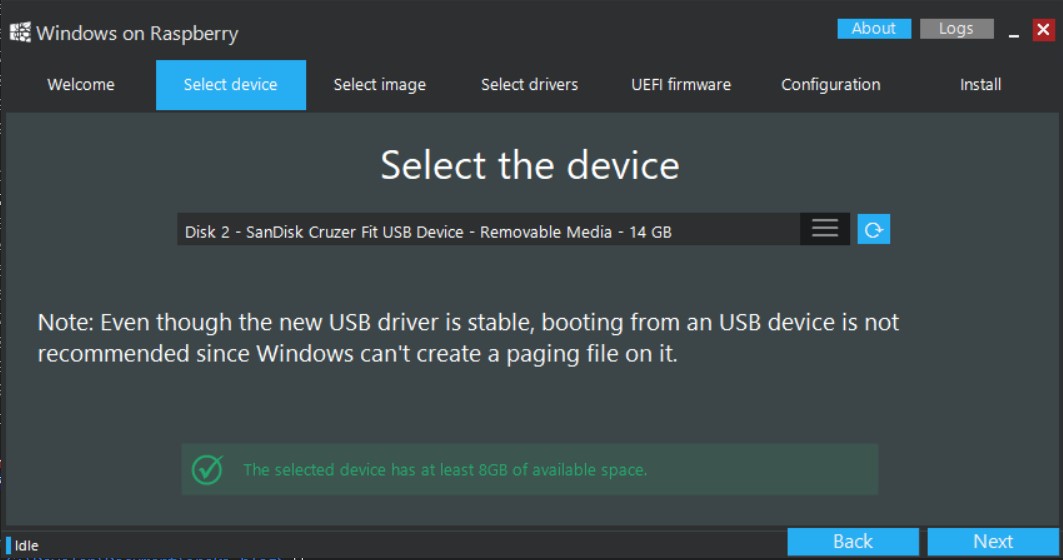 Windows on Raspberry
About
Logs
Welcome
Select device
Select image
Select drivers
UEFI firmware
Configuration
Install
Select the device
Disk 2 - SanDisk Cruzer Fit USB Device - Removable Media - 14 GB
Note: Even though the new USB driver is stable, booting from an USB device is not
recommended since Windows can't create a paging file on it.
The selected device has at least 8GB of available space.
Idle
Back
Next